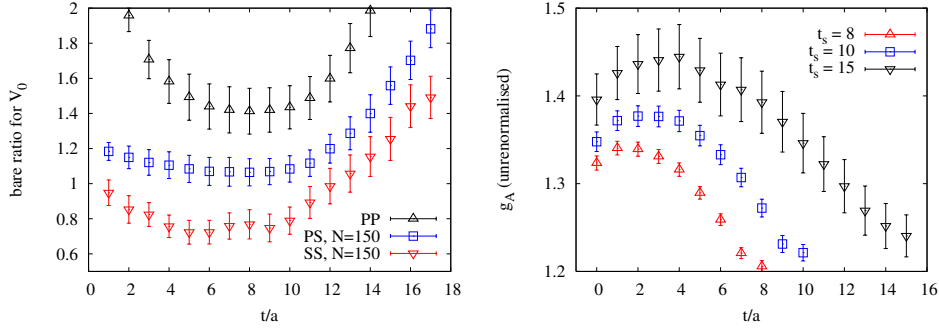 bare ratio for V0
2
1.8
1.6
1.4
1.2
1
0.8
0.6
PP
PS, N=150
SS, N=150
0 2 4 6 8 10 12 14 16 18
t/a
gA (unrenormalised)
1.5
1.4
1.3
1.2
ts = 8
ts = 10
ts = 15
0 2 4 6 8 10 12 14 16
t/a